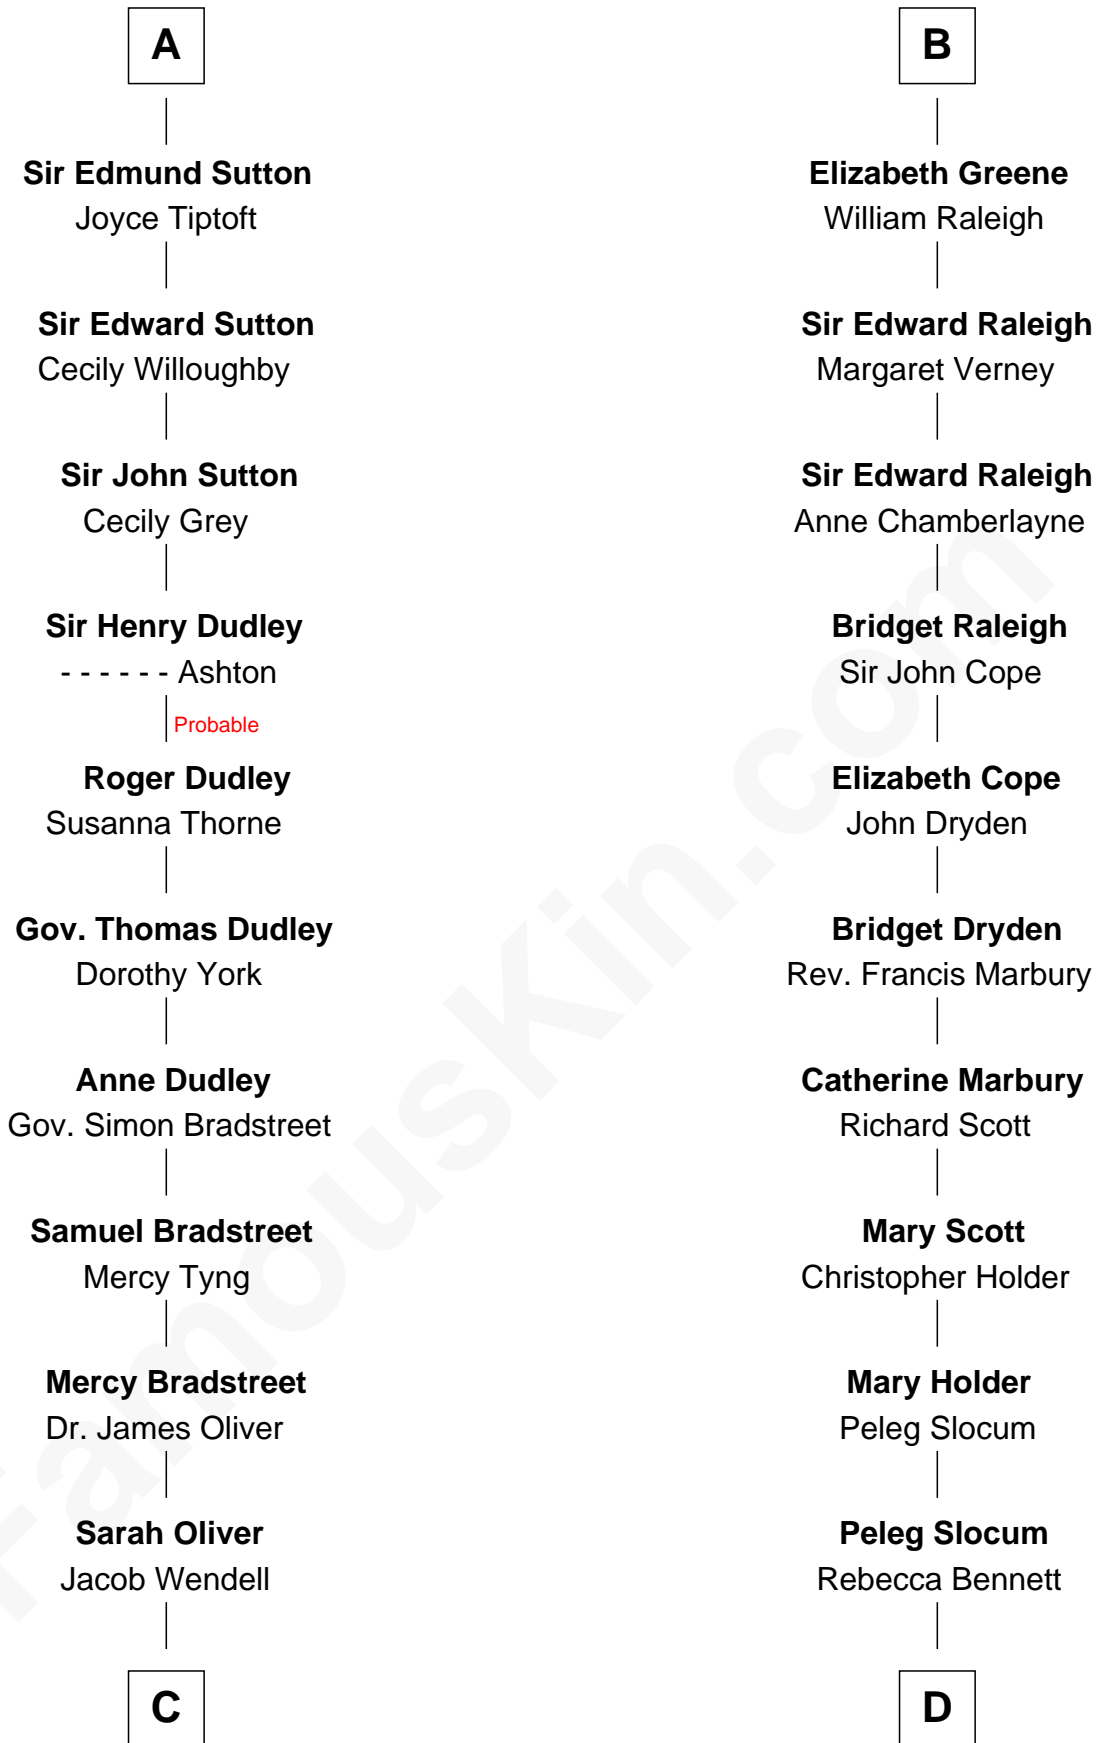 A
Sir Edmund Sutton
Joyce Tiptoft
Sir Edward Sutton
Cecily Willoughby
Sir John Sutton
Cecily Grey
Sir Henry Dudley
- - - - - - Ashton
Probable
Roger Dudley
Susanna Thorne
Gov. Thomas Dudley
Dorothy York
Anne Dudley
Gov. Simon Bradstreet
Samuel Bradstreet
Mercy Tyng
Mercy Bradstreet
Dr. James Oliver
Sarah Oliver
Jacob Wendell
C
B
Elizabeth Greene
William Raleigh
Sir Edward Raleigh
Margaret Verney
Sir Edward Raleigh
Anne Chamberlayne
Bridget Raleigh
Sir John Cope
Elizabeth Cope
John Dryden
Bridget Dryden
Rev. Francis Marbury
Catherine Marbury
Richard Scott
Mary Scott
Christopher Holder
Mary Holder
Peleg Slocum
Peleg Slocum
Rebecca Bennett
D
FamousKin.com